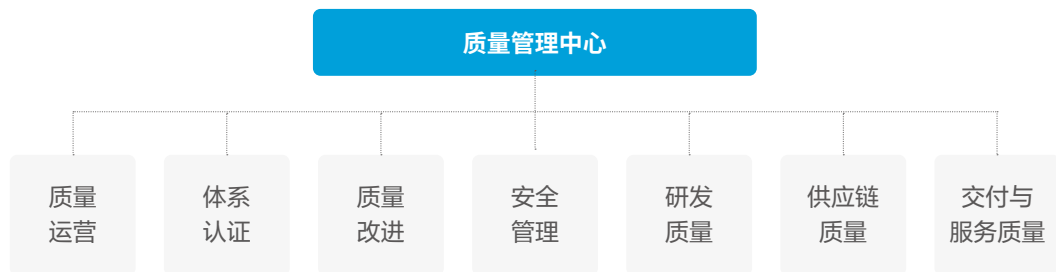 质量管理中心
质量
运营
体系
认证
质量
改进
安全
管理
研发
质量
供应链
质量
交付与
服务质量